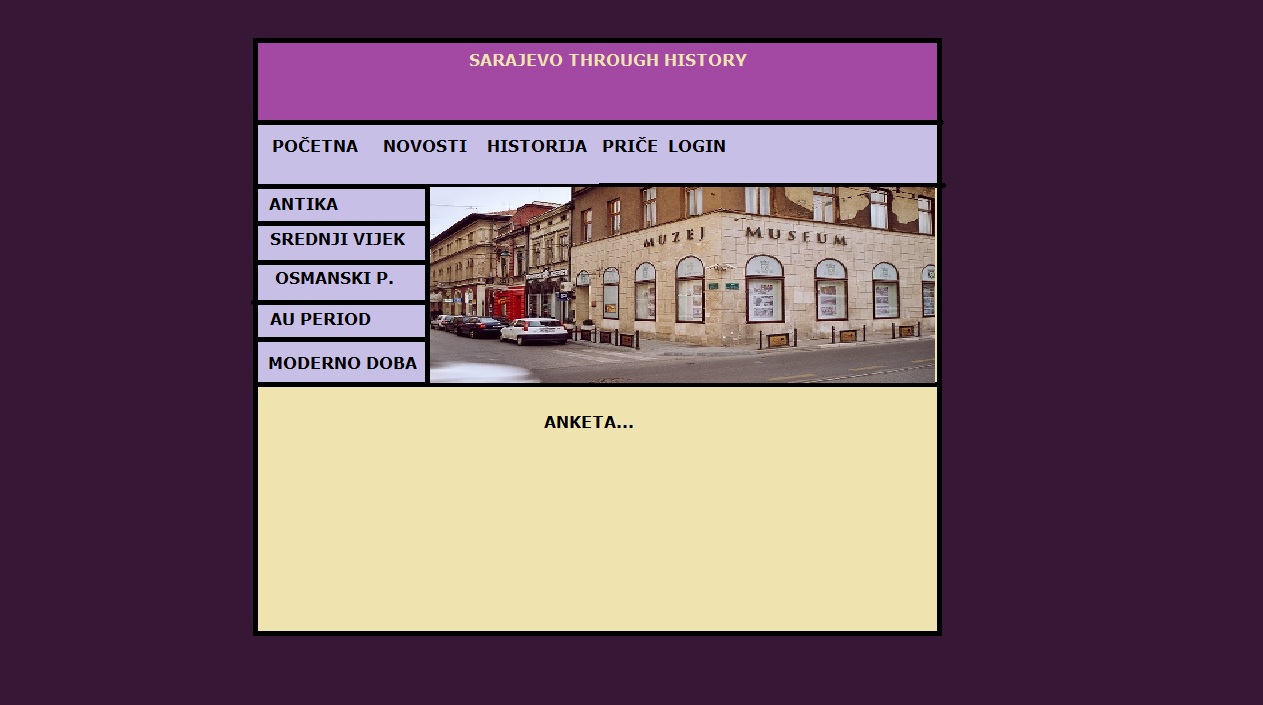 SARAJEVO THROUGH HISTORY
POČETNA NOVOSTI HISTORIJA PRIČE LOGIN
ANTIKA
SREDNJI VIJEK
OSMANSKI P.
AU PERIOD
MODERNO DOBA
MUZEJ MUSEUM
ANKETA...